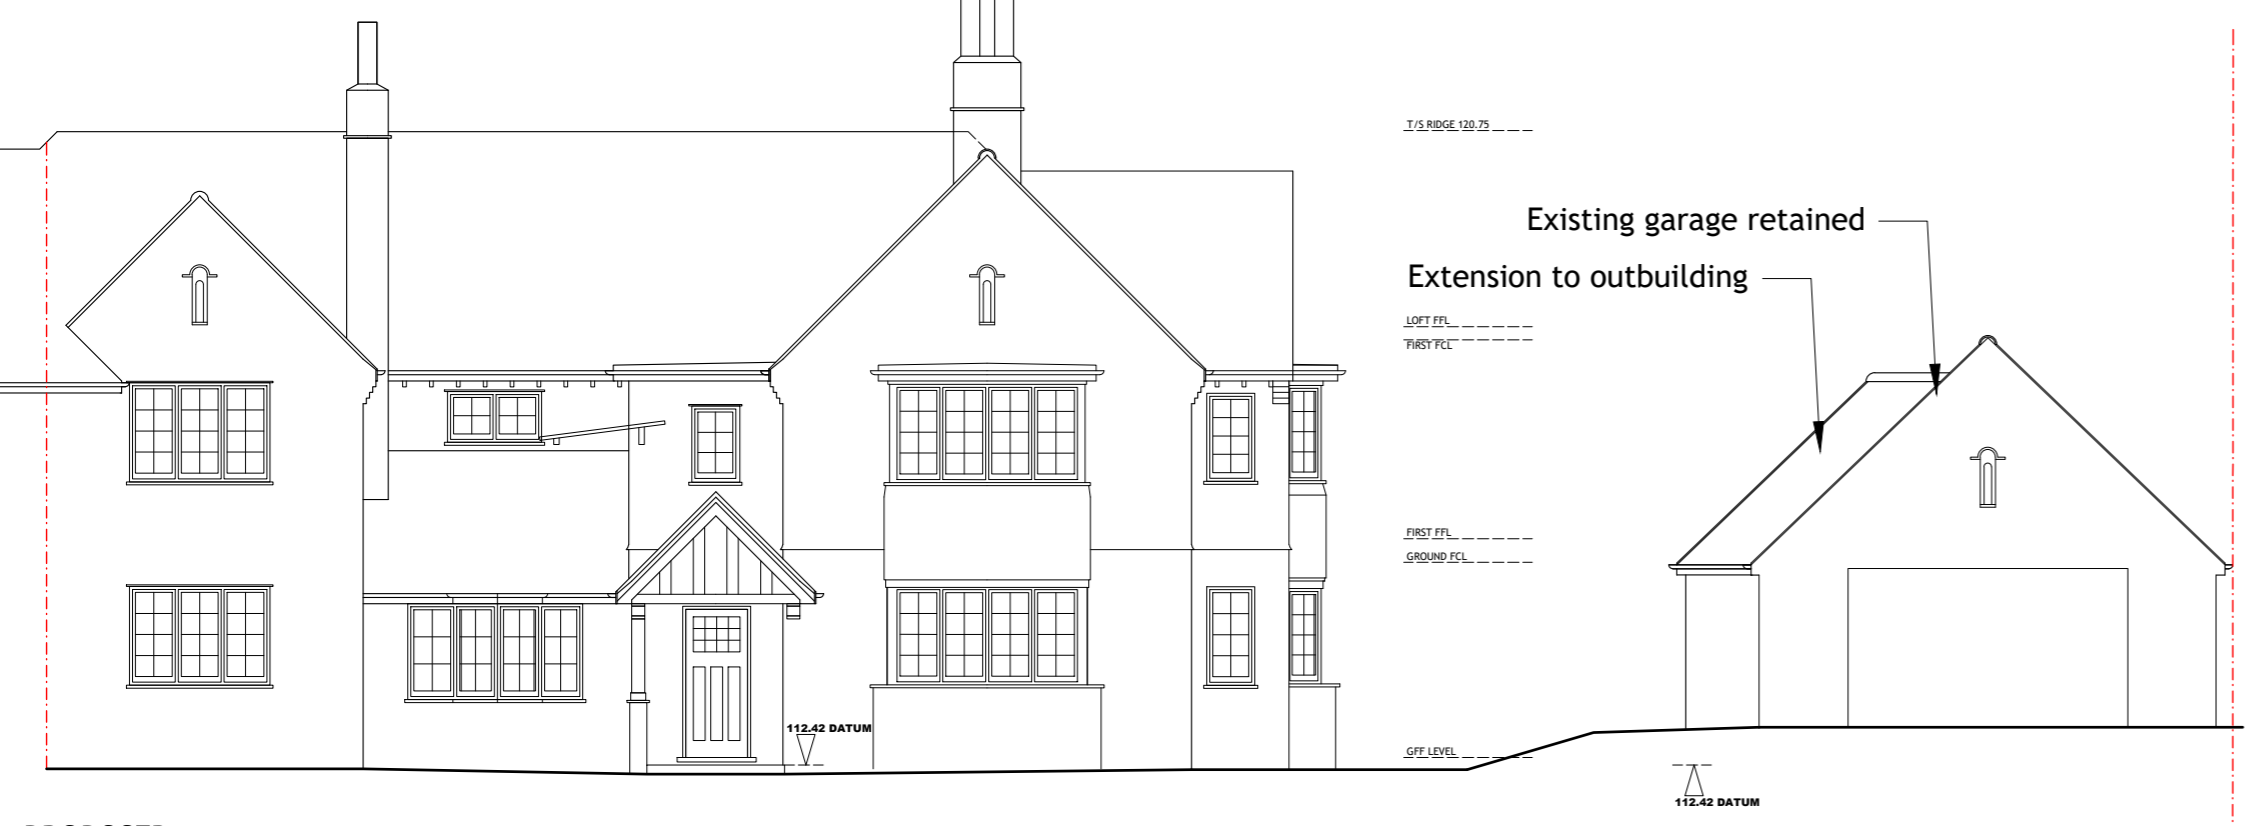 T/S RIDGE 120.75
Existing garage retained
Extension to outbuilding
LOFT FFL
FIRST FCL
FIRST FFL
GROUND FCL
112.42 DATUM
GFF LEVEL
112.42 DATUM